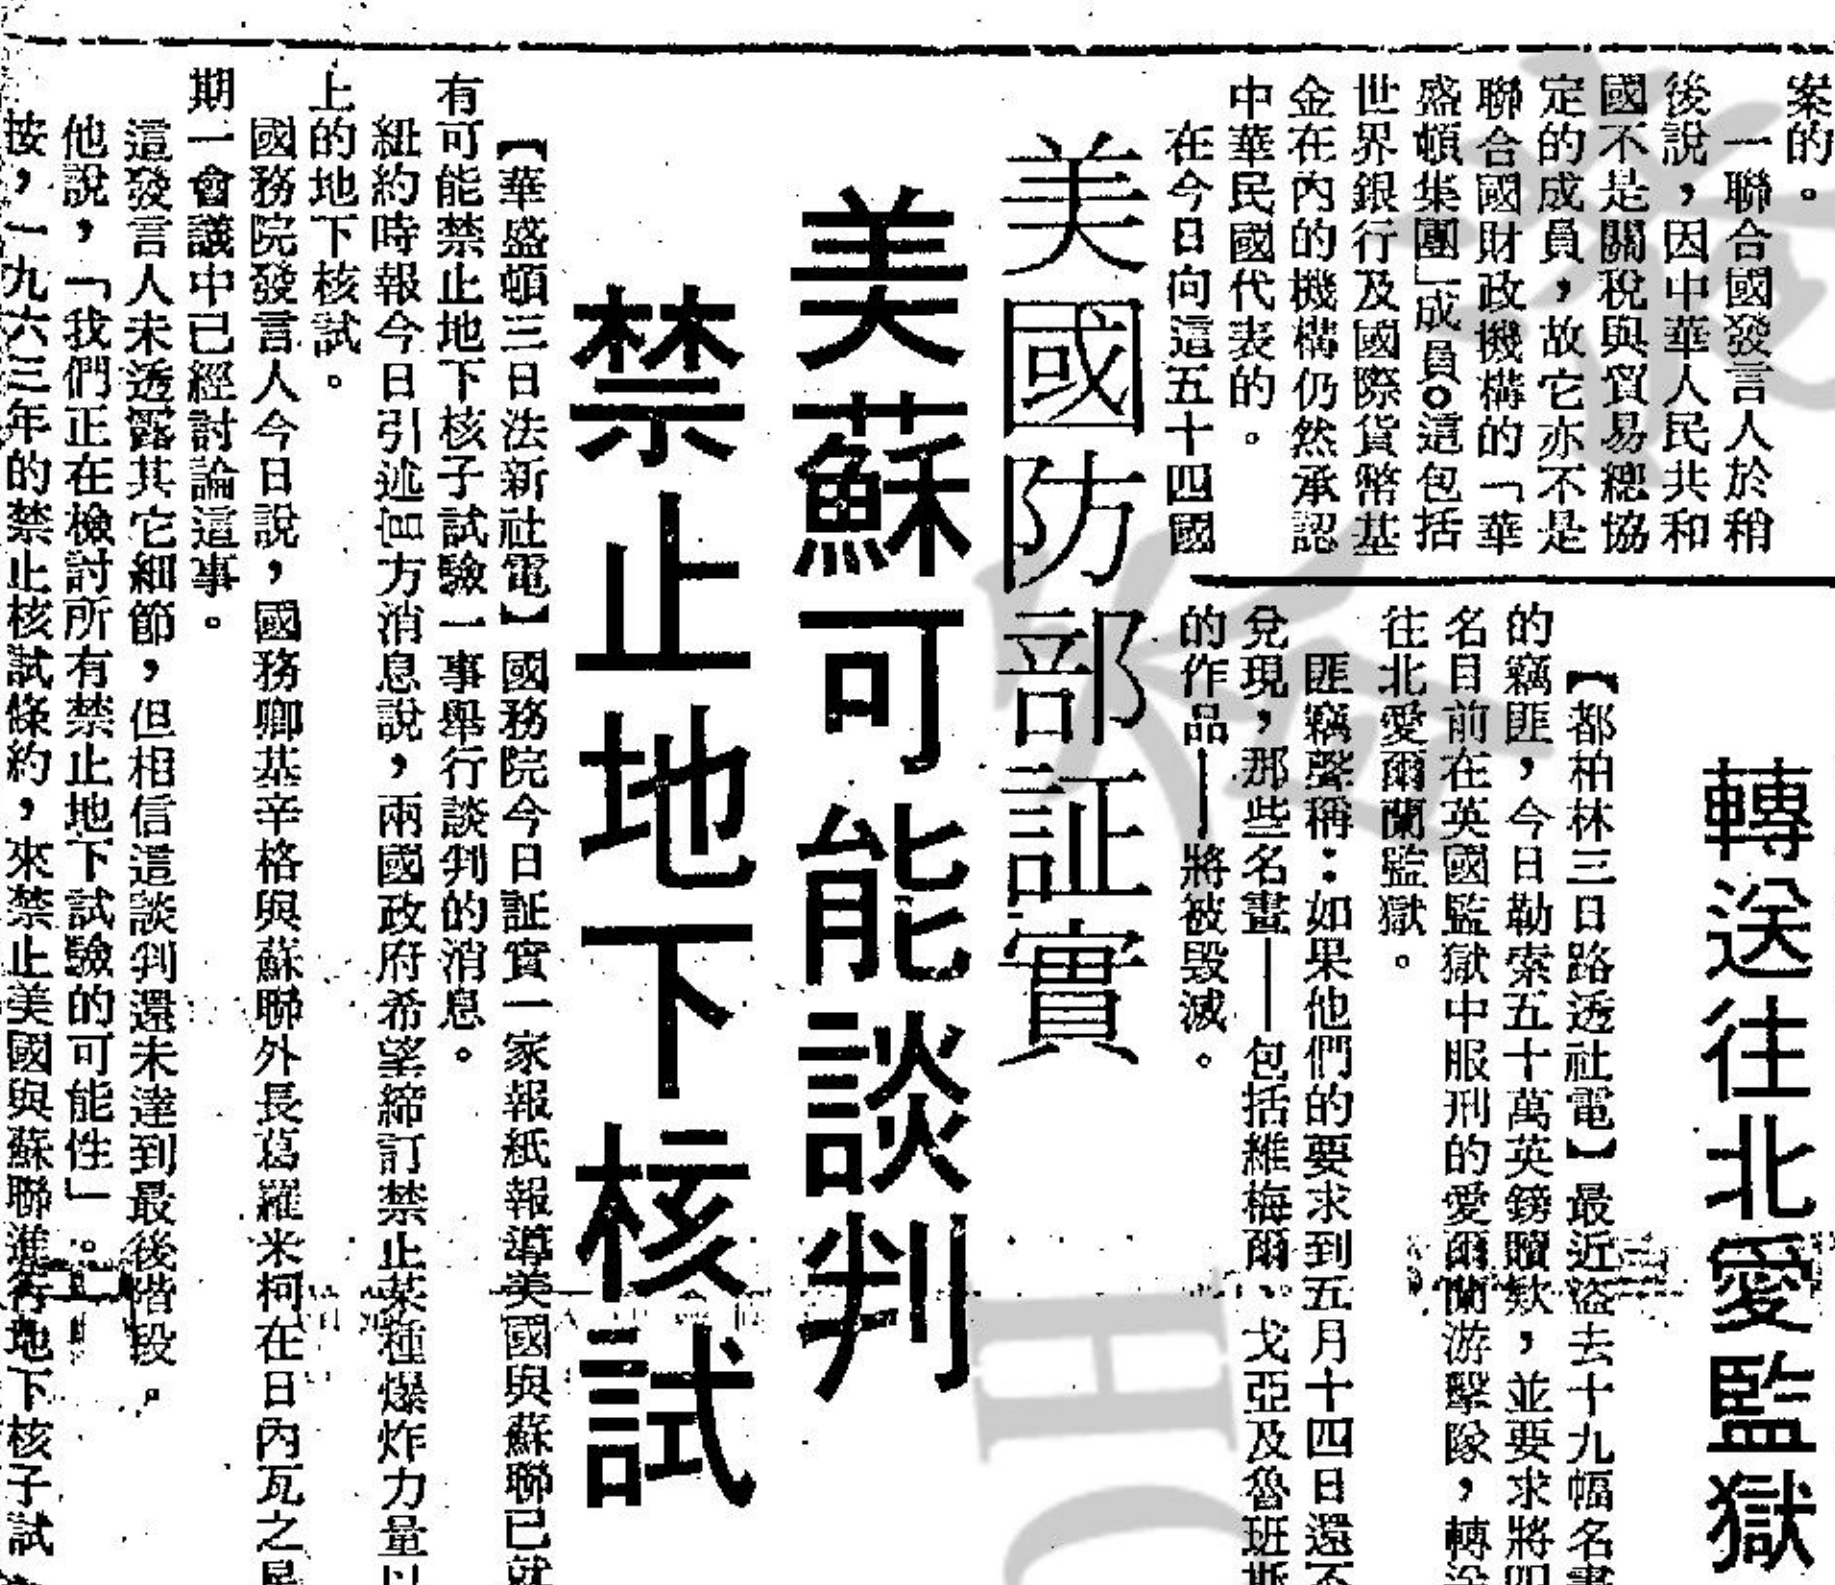 案的。
一聯合國發言人於稍
後說，因中華人民共和
國不是關稅與貿易總協
定的成員，故它亦不是
聯合國財政機構的「華
盛頓集團」成員。這包括
世界銀行及國際貨幣基
金在內的機構仍然承認
中華民國代表的。
在今日向這五十四國
轉送往北愛監獄
【都柏林三日路透社電】最近盜去十九幅名畫
的竊匪，今日勒索五十萬英鎊贖欵，並要求將四
名目前在英國監獄中服刑的愛爾蘭游擊隊，轉送
往北愛爾蘭監獄。
匪竊聲稱：如果他們的要求到五月十四日還不
兌現，那些名畫——包括維梅爾、戈亞及魯班斯
的作品——將被毀滅。
美國防部証實
美蘇可能談判
禁止地下核試
【華盛頓三日法新社電】國務院今日証實一家報紙報導美國與蘇聯已就
有可能禁止地下核子試驗一事舉行談判的消息。
紐約時報今日引述官方消息說，兩國政府希望締訂禁止某種爆炸力量以
上的地下核試。
國務院發言人今日說，國務卿基辛格與蘇聯外長葛羅米柯在日內瓦之星
期一會議中已經討論這事。
這發言人未透露其它細節，但相信這談判還未達到最後階段。
他說，「我們正在檢討所有禁止地下試驗的可能性」。
按，一九六三年的禁止核試條約，來禁止美國與蘇聯進行地下核子試